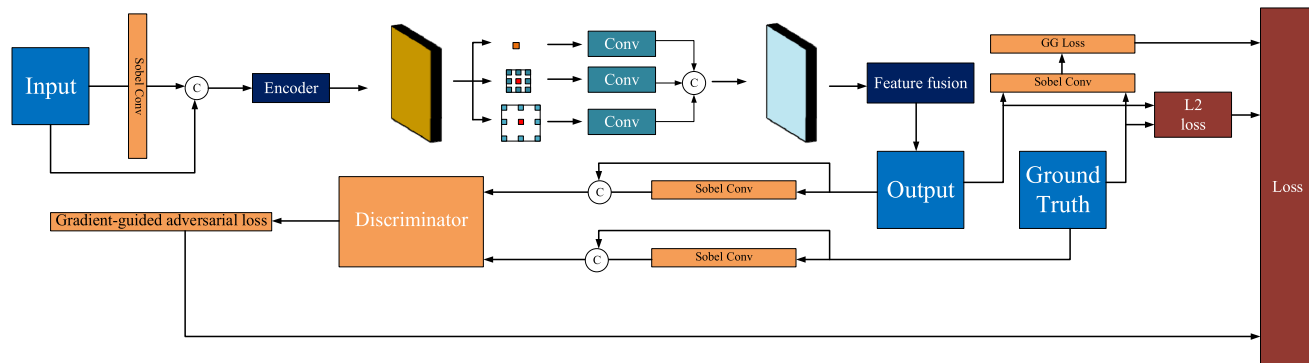 Input
Sobel Conv
C
Encoder
Conv
Conv
Conv
C
Feature fusion
GG Loss
Sobel Conv
L2
loss
Loss
Output
Ground
Truth
Sobel Conv
C
Discriminator
Gradient-guided adversarial loss
Sobel Conv
C